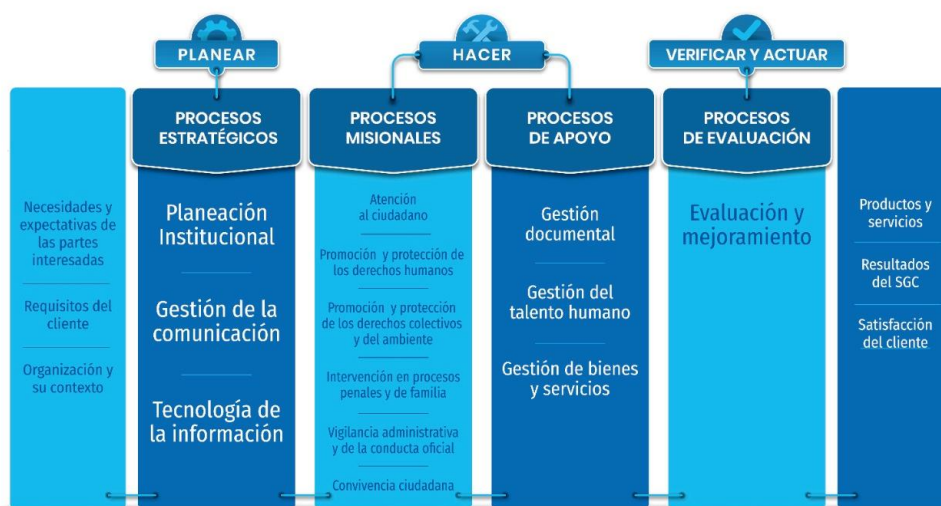 PLANEAR
HACER
VERIFICAR Y ACTUAR
Necesidades y
expectativas de
las partes
interesadas
Requisitos del
cliente
Organización y
su contexto
PROCESOS
ESTRATÉGICOS
Planeación
Institucional
Gestión de la
comunicación
Tecnología de
la información
PROCESOS
MISIONALES
Atención
al ciudadano
Promoción y protección de
los derechos humanos
Promoción y protección
de los derechos colectivos
y del ambiente
Intervención en procesos
penales y de familia
Vigilancia administrativa
y de la conducta oficial
Convivencia ciudadana
PROCESOS
DE APOYO
Gestión
documental
Gestión del
talento humano
Gestión de bienes
y servicios
PROCESOS
DE EVALUACIÓN
Evaluación y
mejoramiento
Productos y
servicios
Resultados
del SGC
Satisfacción
del cliente